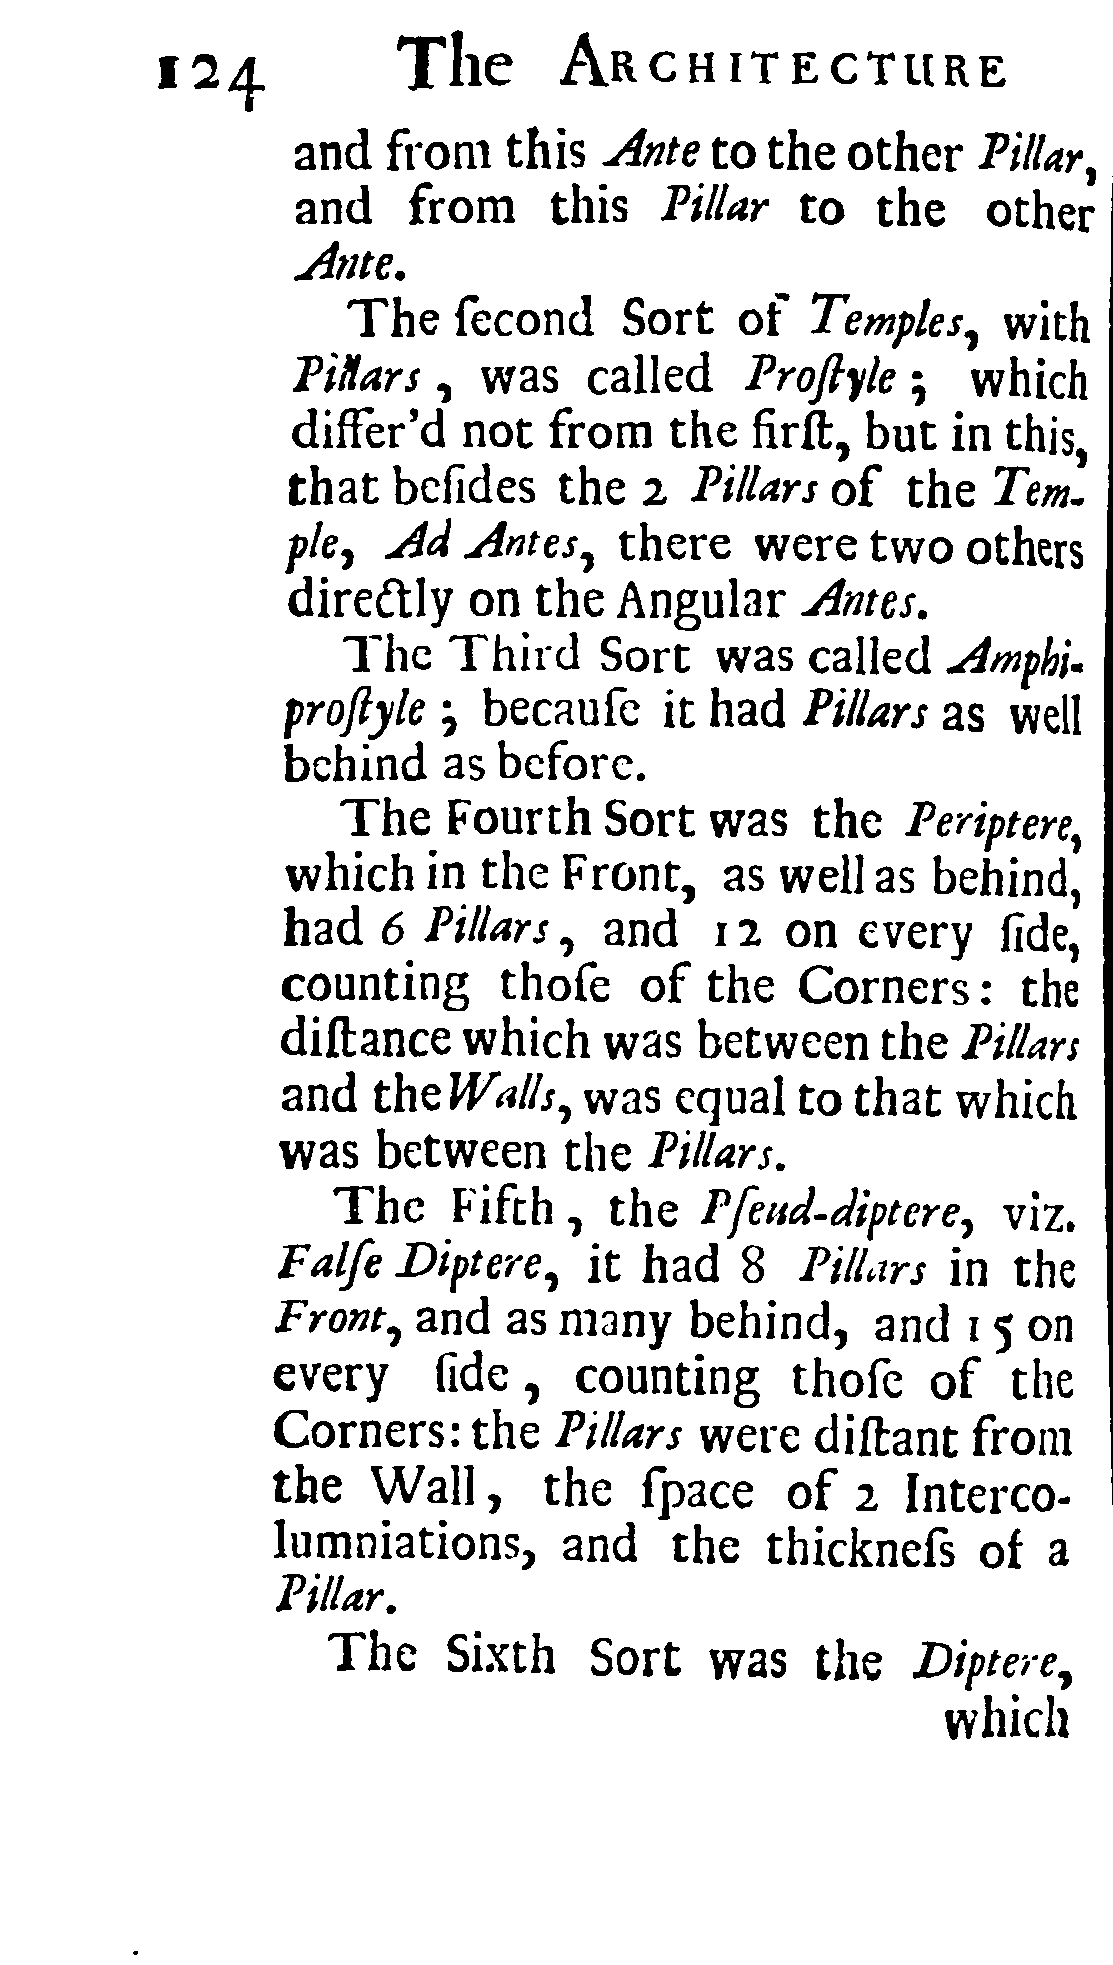 124 The ARCHITECTURE
and from this Ante to the other Pillar,
and from this Pillar to the other
Ante.
The ſecond Sort of Temples, with
Pillars, was called Proſtyle; which
differ'd not from the firſt, but in this,
that beſides the 2 Pillars of the Tem-
ple, Ad Antes, there were two others
directly on the Angular Antes.
The Third Sort was called Amphi-
proſtyle; becauſe it had Pillars as well
behind as before.
The Fourth Sort was the Periptere,
which in the Front, as well as behind,
had 6 Pillars, and 12 on every ſide,
counting thoſe of the Corners: the
diſtance which was between the Pillars
and the Walls, was equal to that which
was between the Pillars.
The Fifth, the Pſeud-diptere, viz.
Falſe Diptere, it had 8 Pillars in the
Front, and as many behind, and 15 on
every ſide, counting thoſe of the
Corners: the Pillars were diſtant from
the Wall, the ſpace of 2 Interco-
lumniations, and the thickneſs of a
Pillar.
The Sixth Sort was the Diptere,
which